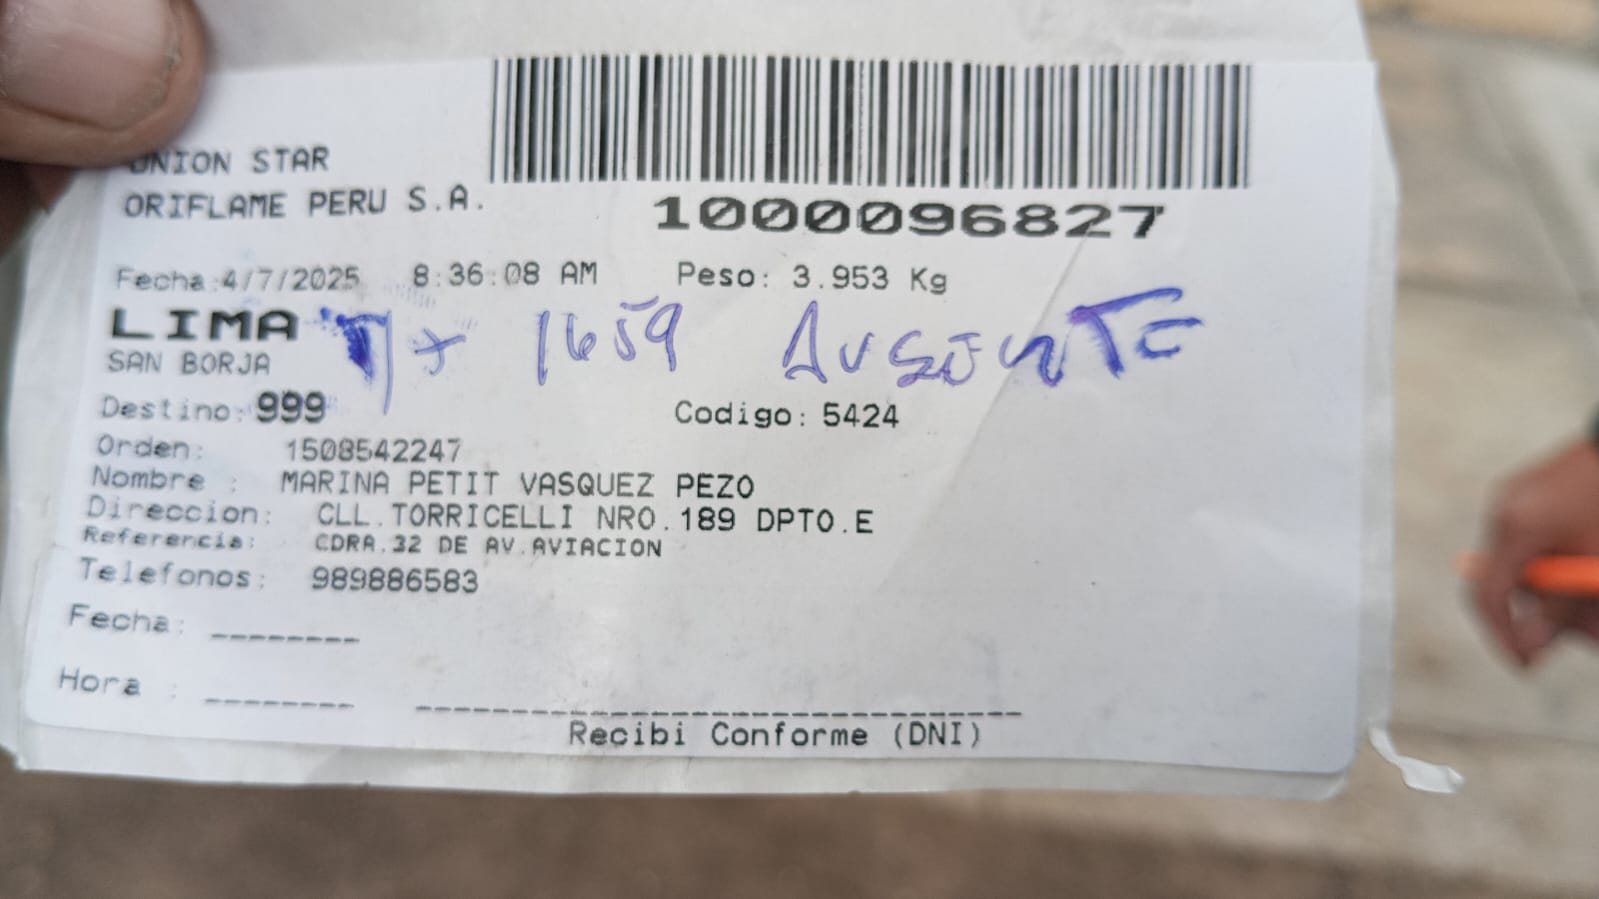 UNION STAR
ORIFLAME PERU S.A.
1000096827
Fecha:4/7/2025 8:36:08 AM Peso: 3.953 Kg
LIMA
1659 AUSENTE
SAN BORJA
Destino: 999 Codigo: 5424
Orden: 1508542247
Nombre : MARINA PETIT VASQUEZ PEZO
Direccion: CLL.TORRICELLI NRO.189 DPTO.E
Referencia: CDRA.32 DE AV.AVIACION
Telefonos: 989886583
Fecha: ________
Hora : ________
Recibi Conforme (DNI)